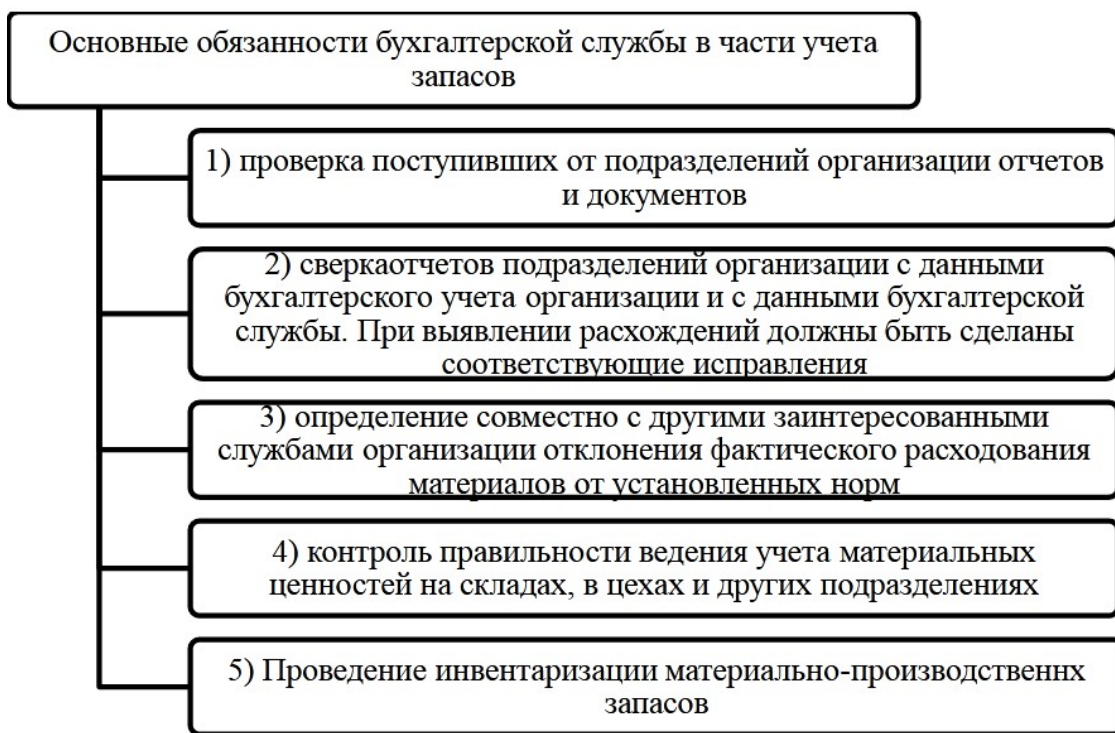 Основные обязанности бухгалтерской службы в части учета
запасов
1) проверка поступивших от подразделений организации отчетов
и документов
2) сверкаотчетов подразделений организации с данными
бухгалтерского учета организации и с данными бухгалтерской
службы. При выявлении расхождений должны быть сделаны
соответствующие исправления
3) определение совместно с другими заинтересованными
службами организации отклонения фактического расходования
материалов от установленных норм
4) контроль правильности ведения учета материальных
ценностей на складах, в цехах и других подразделениях
5) Проведение инвентаризации материально-производственнх
запасов